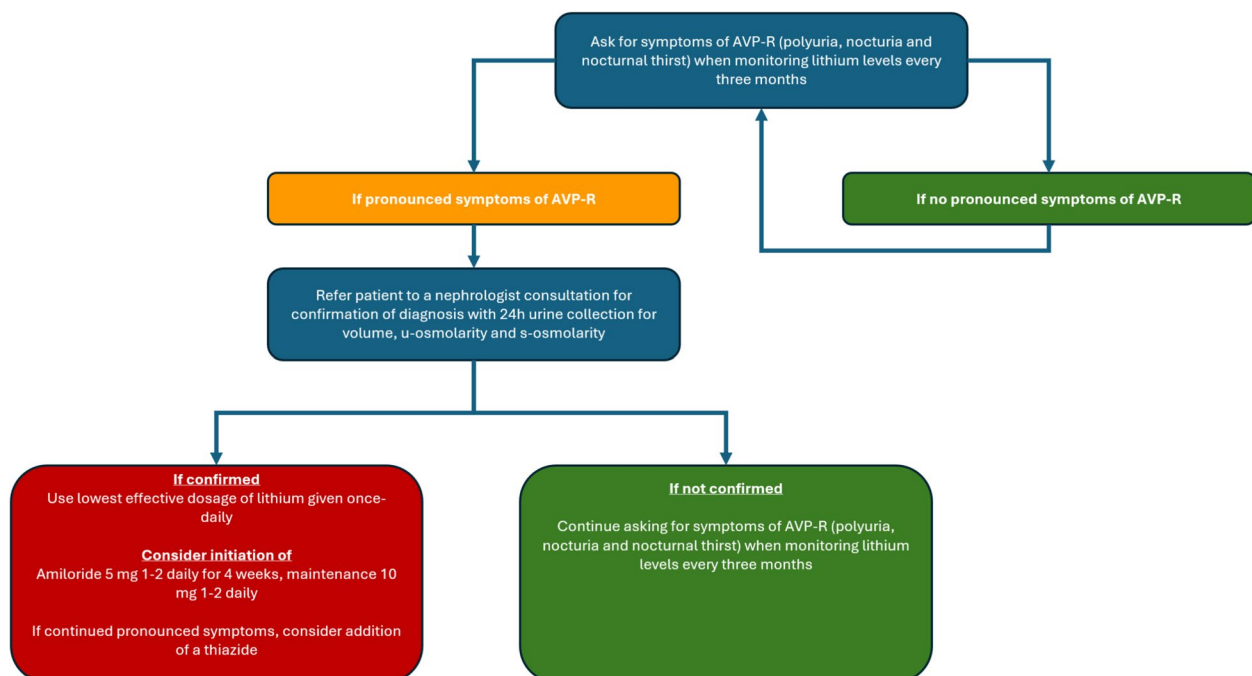 Ask for symptoms of AVP-R (polyuria, nocturia and
nocturnal thirst) when monitoring lithium levels every
three months
If pronounced symptoms of AVP-R
If no pronounced symptoms of AVP-R
Refer patient to a nephrologist consultation for
confirmation of diagnosis with 24h urine collection for
volume, u-osmolarity and s-osmolarity
If confirmed
Use lowest effective dosage of lithium given once-
daily
Consider initiation of
Amiloride 5 mg 1-2 daily for 4 weeks, maintenance 10
mg 1-2 daily
If continued pronounced symptoms, consider addition
of a thiazide
If not confirmed
Continue asking for symptoms of AVP-R (polyuria,
nocturia and nocturnal thirst) when monitoring lithium
levels every three months